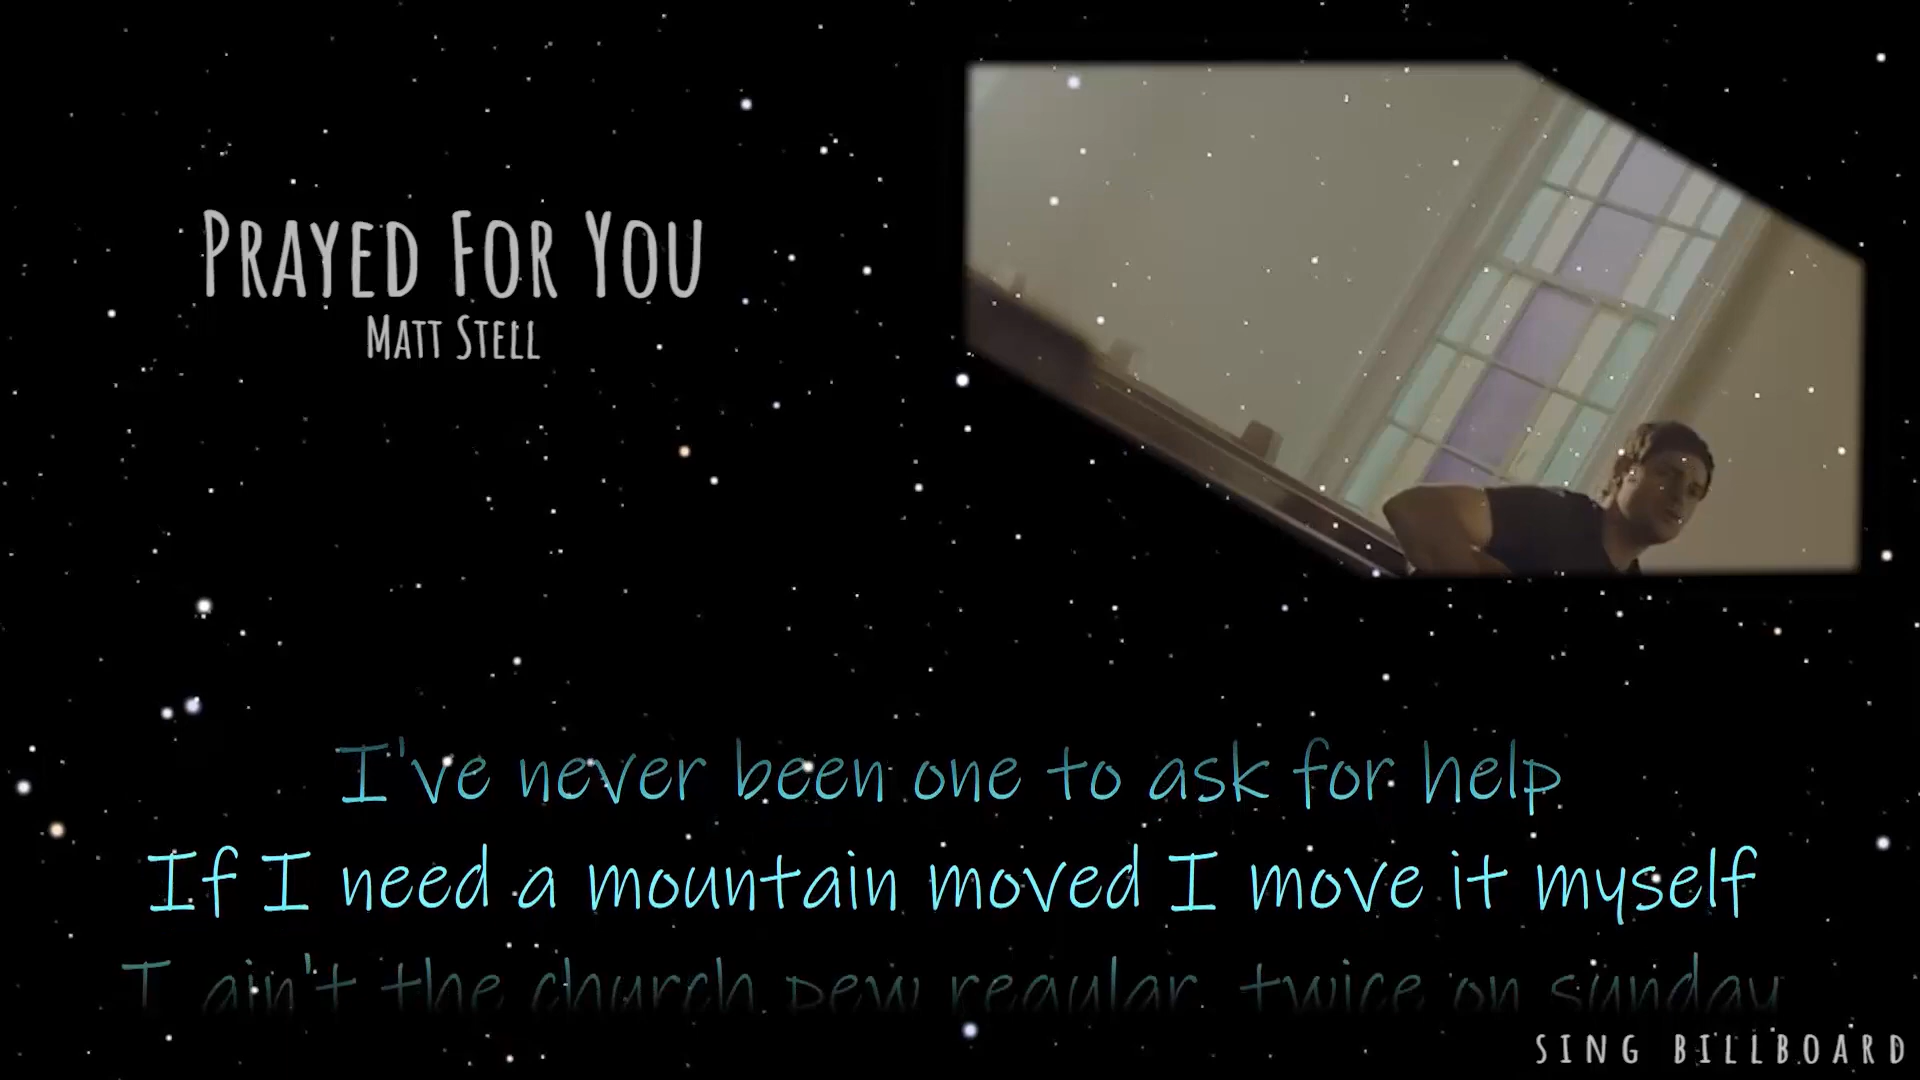 Prayed For You
Matt Stell
I've never been one to ask for help
If I need a mountain moved I move it myself
I ain't the church pew regular twice on sunday
SING BILLBOARD